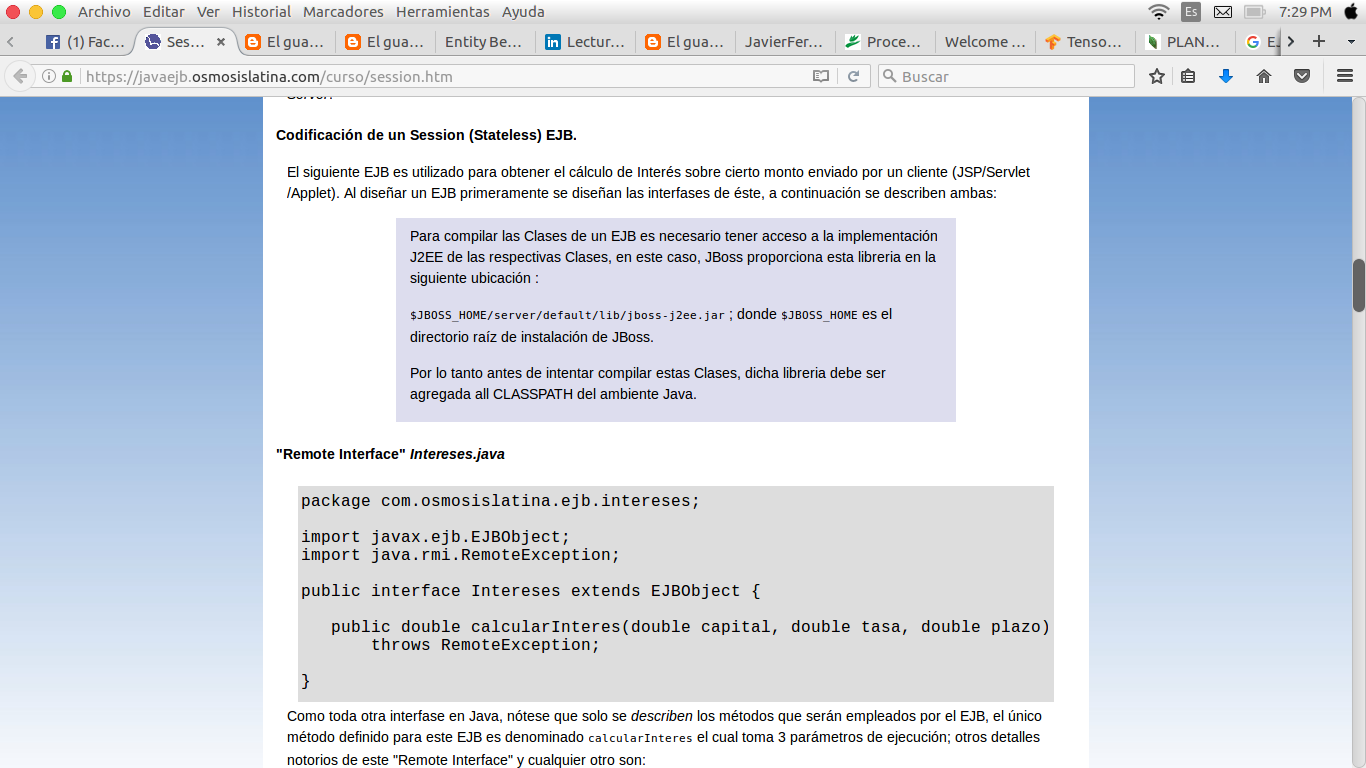 Archivo Editar Ver Historial Marcadores Herramientas Ayuda Es 7:29 PM
(1) Fac... Ses... El gua... El gua... Entity Be... Lectur... El gua... JavierFer... Proce... Welcome ... Tenso... PLAN... E
https://javaejb.osmosislatina.com/curso/session.htm Buscar
Server.
Codificación de un Session (Stateless) EJB.
El siguiente EJB es utilizado para obtener el cálculo de Interés sobre cierto monto enviado por un cliente (JSP/Servlet
/Applet). Al diseñar un EJB primeramente se diseñan las interfases de éste, a continuación se describen ambas:
Para compilar las Clases de un EJB es necesario tener acceso a la implementación
J2EE de las respectivas Clases, en este caso, JBoss proporciona esta libreria en la
siguiente ubicación :
$JBOSS_HOME/server/default/lib/jboss-j2ee.jar ; donde $JBOSS_HOME es el
directorio raíz de instalación de JBoss.
Por lo tanto antes de intentar compilar estas Clases, dicha libreria debe ser
agregada all CLASSPATH del ambiente Java.
"Remote Interface" Intereses.java
package com.osmosislatina.ejb.intereses;
import javax.ejb.EJBObject;
import java.rmi.RemoteException;
public interface Intereses extends EJBObject {
public double calcularInteres(double capital, double tasa, double plazo)
throws RemoteException;
}
Como toda otra interfase en Java, nótese que solo se describen los métodos que serán empleados por el EJB, el único
método definido para este EJB es denominado calcularInteres el cual toma 3 parámetros de ejecución; otros detalles
notorios de este "Remote Interface" y cualquier otro son: